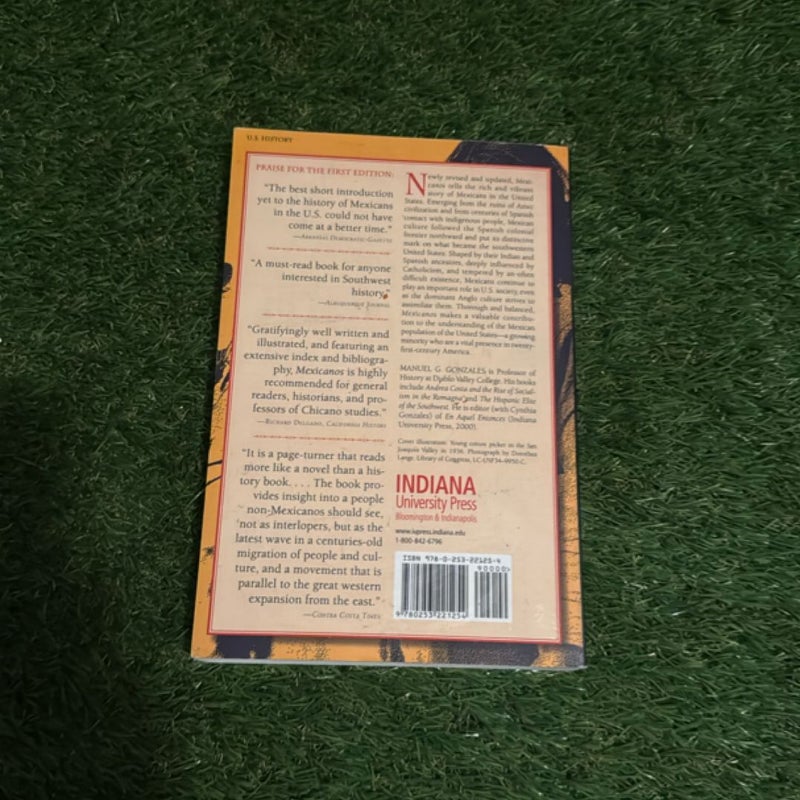 U.S. HISTORY
PRAISE FOR THE FIRST EDITION:
“The best short introduction
yet to the history of Mexicans
in the U.S. could not have
come at a better time.”
—Arkansas Democrat-Gazette
“A must-read book for anyone
interested in Southwest
history.”
—Albuquerque Journal
“Gratifyingly well written and
illustrated, and featuring an
extensive index and bibliogra-
phy, Mexicanos is highly
recommended for general
readers, historians, and pro-
fessors of Chicano studies.”
—Richard Delgado, California History
“It is a page-turner that reads
more like a novel than a his-
tory book. . . . The book pro-
vides insight into a people
non-Mexicanos should see,
not as interlopers, but as the
latest wave in a centuries-old
migration of people and cul-
ture, and a movement that is
parallel to the great western
expansion from the east.”
—Contra Costa Times
Newly revised and updated, Mexi-
canos tells the rich and vibrant
story of Mexicans in the United
States. Emerging from the ruins of Aztec
civilization and from centuries of Spanish
contact with indigenous people, Mexican
culture followed the Spanish colonial
frontier northward and put its distinctive
mark on what became the southwestern
United States. Shaped by their Indian and
Spanish ancestors, deeply influenced by
Catholicism, and tempered by an often
difficult existence, Mexicans continue to
play an important role in U.S. society, even
as the dominant Anglo culture strives to
assimilate them. Thorough and balanced,
Mexicanos makes a valuable contribu-
tion to the understanding of the Mexican
population of the United States—a growing
minority who are a vital presence in twenty-
first-century America.
MANUEL G. GONZALES is Professor of
History at Diablo Valley College. His books
include Andrea Costa and the Rise of Social-
ism in the Romagna and The Hispanic Elite
of the Southwest. He is editor (with Cynthia
Gonzales) of En Aquel Entonces (Indiana
University Press, 2000).
Cover illustration: Young cotton picker in the San
Joaquin Valley in 1936. Photograph by Dorothea
Lange, Library of Congress, LC-USF34-9950-C.
INDIANA
University Press
Bloomington & Indianapolis
www.iupress.indiana.edu
1-800-842-6796
ISBN 978-0-253-22125-4
90000>
9 780253 221254